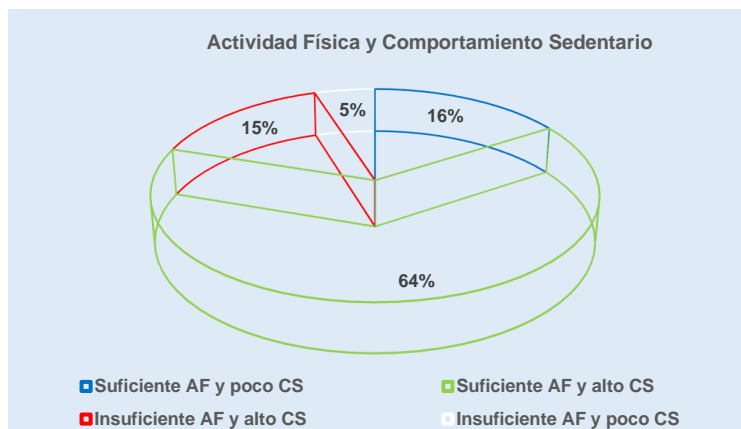 Actividad Física y Comportamiento Sedentario
5%
16%
15%
64%
Suficiente AF y poco CS
Suficiente AF y alto CS
Insuficiente AF y alto CS
Insuficiente AF y poco CS